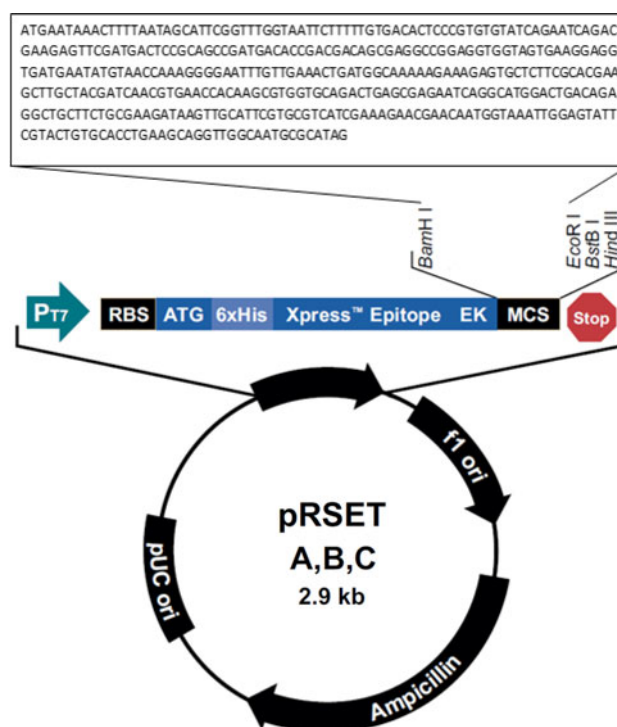 ATGAATAAACTTTTAATAGCATTCGGTTTGGTAATTCTTTTTGTGACACTCCCGTGTGTATCAGAATCAGAC
GAAGAGTTCGATGACTCCGCAGCCGATGACACCGACGACAGCGAGGCCGGAGGTGGTAGTGAAGGAGG
TGATGAATATGTAACCAAAGGGGAATTTGTTGAAACTGATGGCAAAAAGAAAGAGTGCTCTTCGCACGAA
GCTTGCTACGATCAACGTGAACCACAAGCGTGGTGCAGACTGAGCGAGAATCAGGCATGGACTGACAGA
GGCTGCTTCTGCGAAGATAAGTTGCATTCGTGCGTCATCGAAAGAACGAACAATGGTAAATTGGAGTATT
CGTACTGTGCACCTGAAGCAGGTTGGCAATGCGCATAG
BamH I
EcoR I
BstB I
Hind III
PT7
RBS ATG 6xHis Xpress™ Epitope EK MCS Stop
f1 ori
pRSET
A,B,C
2.9 kb
pUC ori
Ampicillin